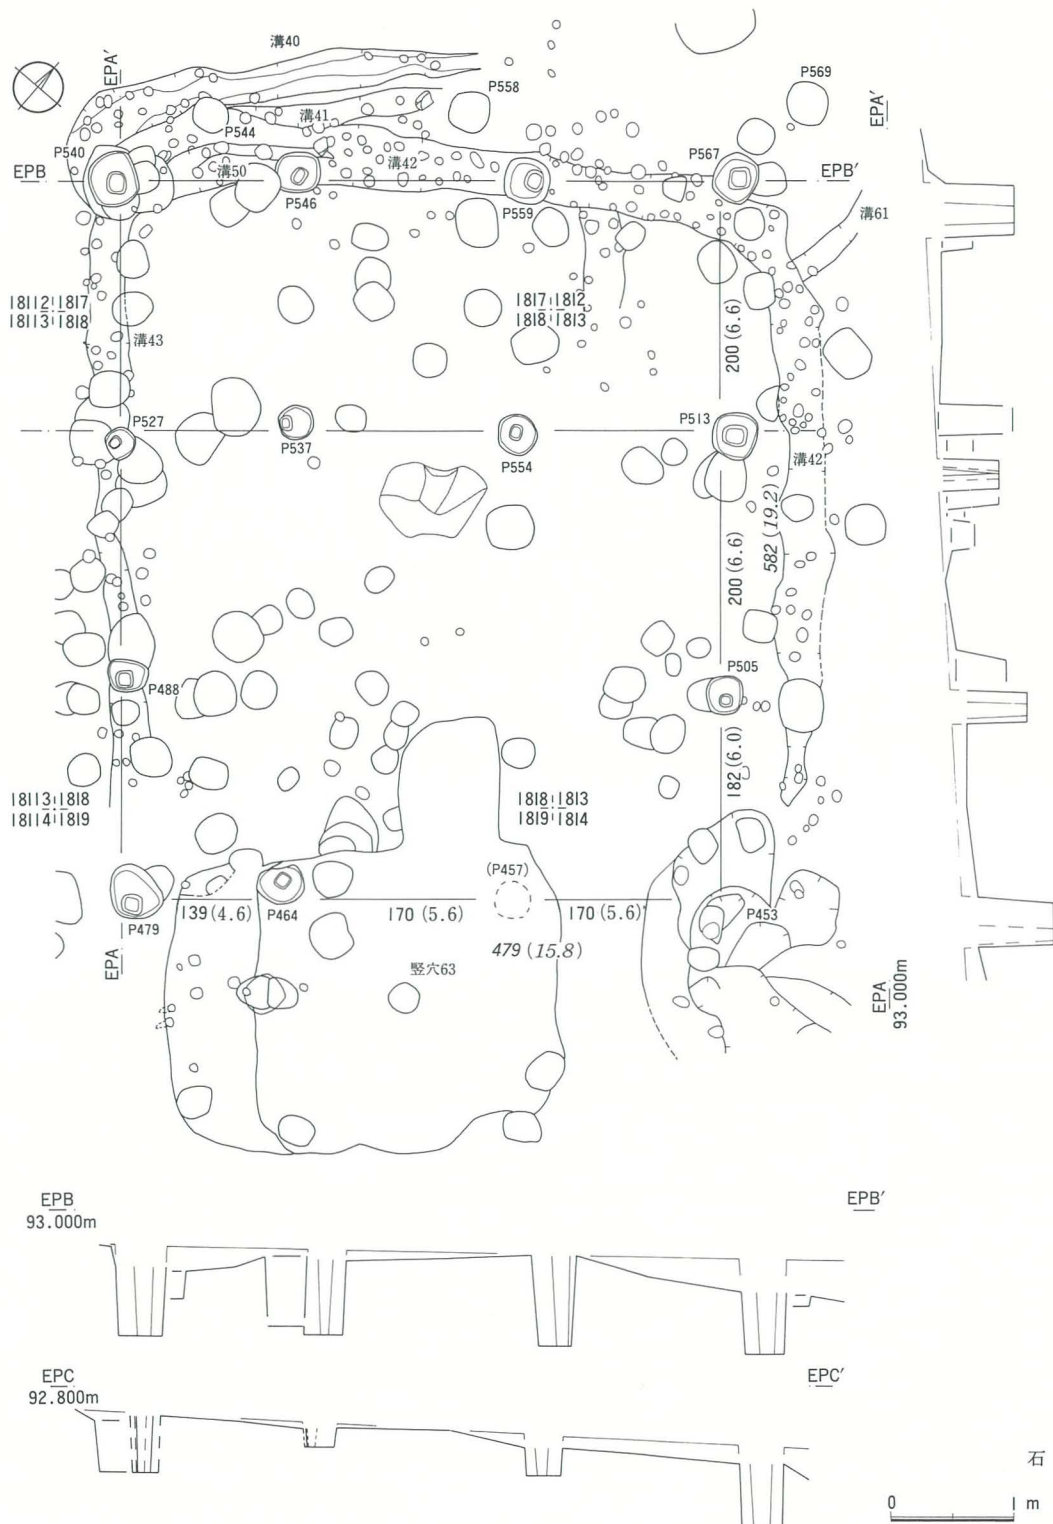 溝40
EPA′
P558
P569
EPA′
溝41
P544
P540
溝42
P567
EPB
溝50
EPB′
P546
P559
溝61
18112 1817
18113 1818
1817 1812
1818 1813
200 (6.6)
溝43
P527
P537
P554
P513
溝42
582 (19.2)
200 (6.6)
P488
P505
182 (6.0)
18113 1818
18114 1819
1818 1813
1819 1814
(P457)
P479
139 (4.6)
P464
170 (5.6)
170 (5.6)
P453
479 (15.8)
EPA
竪穴63
EPA
93.000m
EPB
93.000m
EPB′
EPC
92.800m
EPC′
石
0 1 m